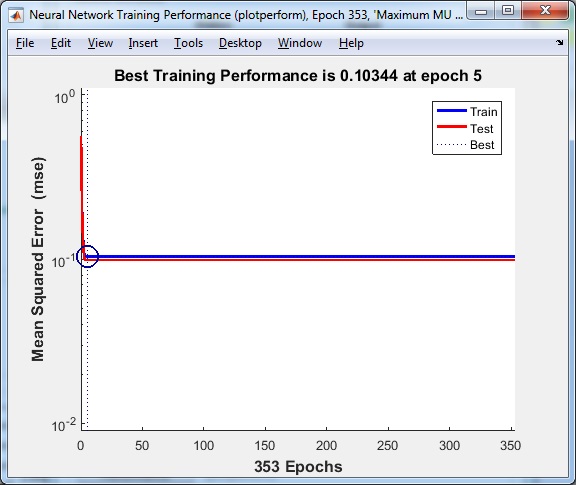 Neural Network Training Performance (plotperform), Epoch 353, 'Maximum MU ...
File Edit View Insert Tools Desktop Window Help
Best Training Performance is 0.10344 at epoch 5
Train
Test
Best
Mean Squared Error (mse)
10^0
10^-1
10^-2
0 50 100 150 200 250 300 350
353 Epochs